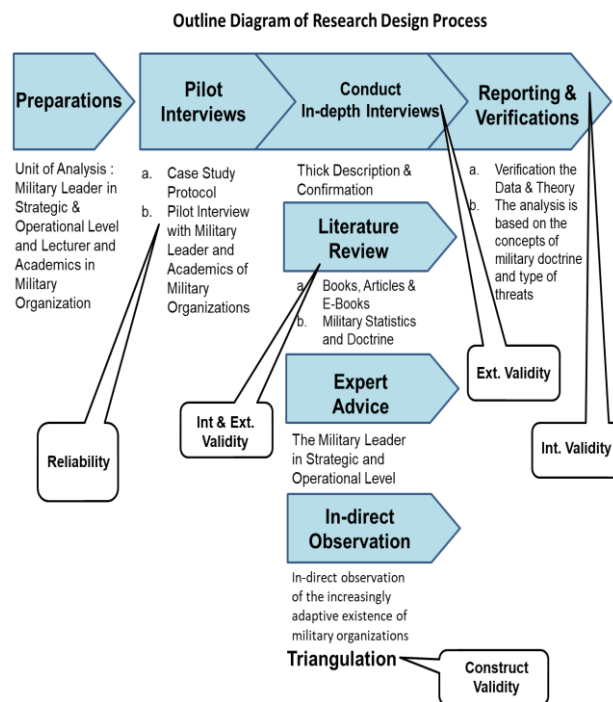 Outline Diagram of Research Design Process
Preparations
Pilot
Interviews
Conduct
In-depth Interviews
Reporting &
Verifications
Unit of Analysis :
Military Leader in
Strategic &
Operational Level
and Lecturer and
Academics in
Military
Organization
a. Case Study
Protocol
b. Pilot Interview
with Military
Leader and
Academics of
Military
Organizations
Thick Description &
Confirmation
Literature
Review
a. Books, Articles &
E-Books
b. Military Statistics
and Doctrine
Expert
Advice
The Military Leader
in Strategic and
Operational Level
In-direct
Observation
In-direct observation
of the increasingly
adaptive existence of
military organizations
Triangulation
a. Verification the
Data & Theory
b. The analysis is
based on the
concepts of
military doctrine
and type of
threats
Reliability
Int & Ext.
Validity
Ext. Validity
Int. Validity
Construct
Validity